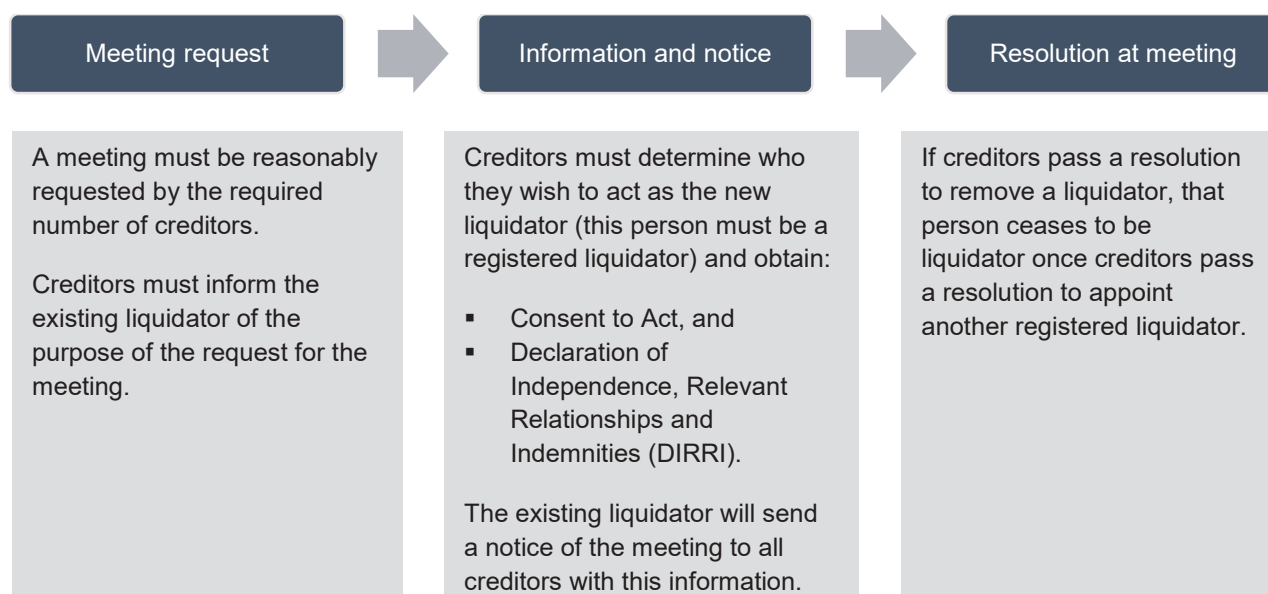 Meeting request
Information and notice
Resolution at meeting
A meeting must be reasonably
requested by the required
number of creditors.
Creditors must inform the
existing liquidator of the
purpose of the request for the
meeting.
Creditors must determine who
they wish to act as the new
liquidator (this person must be a
registered liquidator) and obtain:
▪ Consent to Act, and
▪ Declaration of
Independence, Relevant
Relationships and
Indemnities (DIRRI).
The existing liquidator will send
a notice of the meeting to all
creditors with this information.
If creditors pass a resolution
to remove a liquidator, that
person ceases to be
liquidator once creditors pass
a resolution to appoint
another registered liquidator.